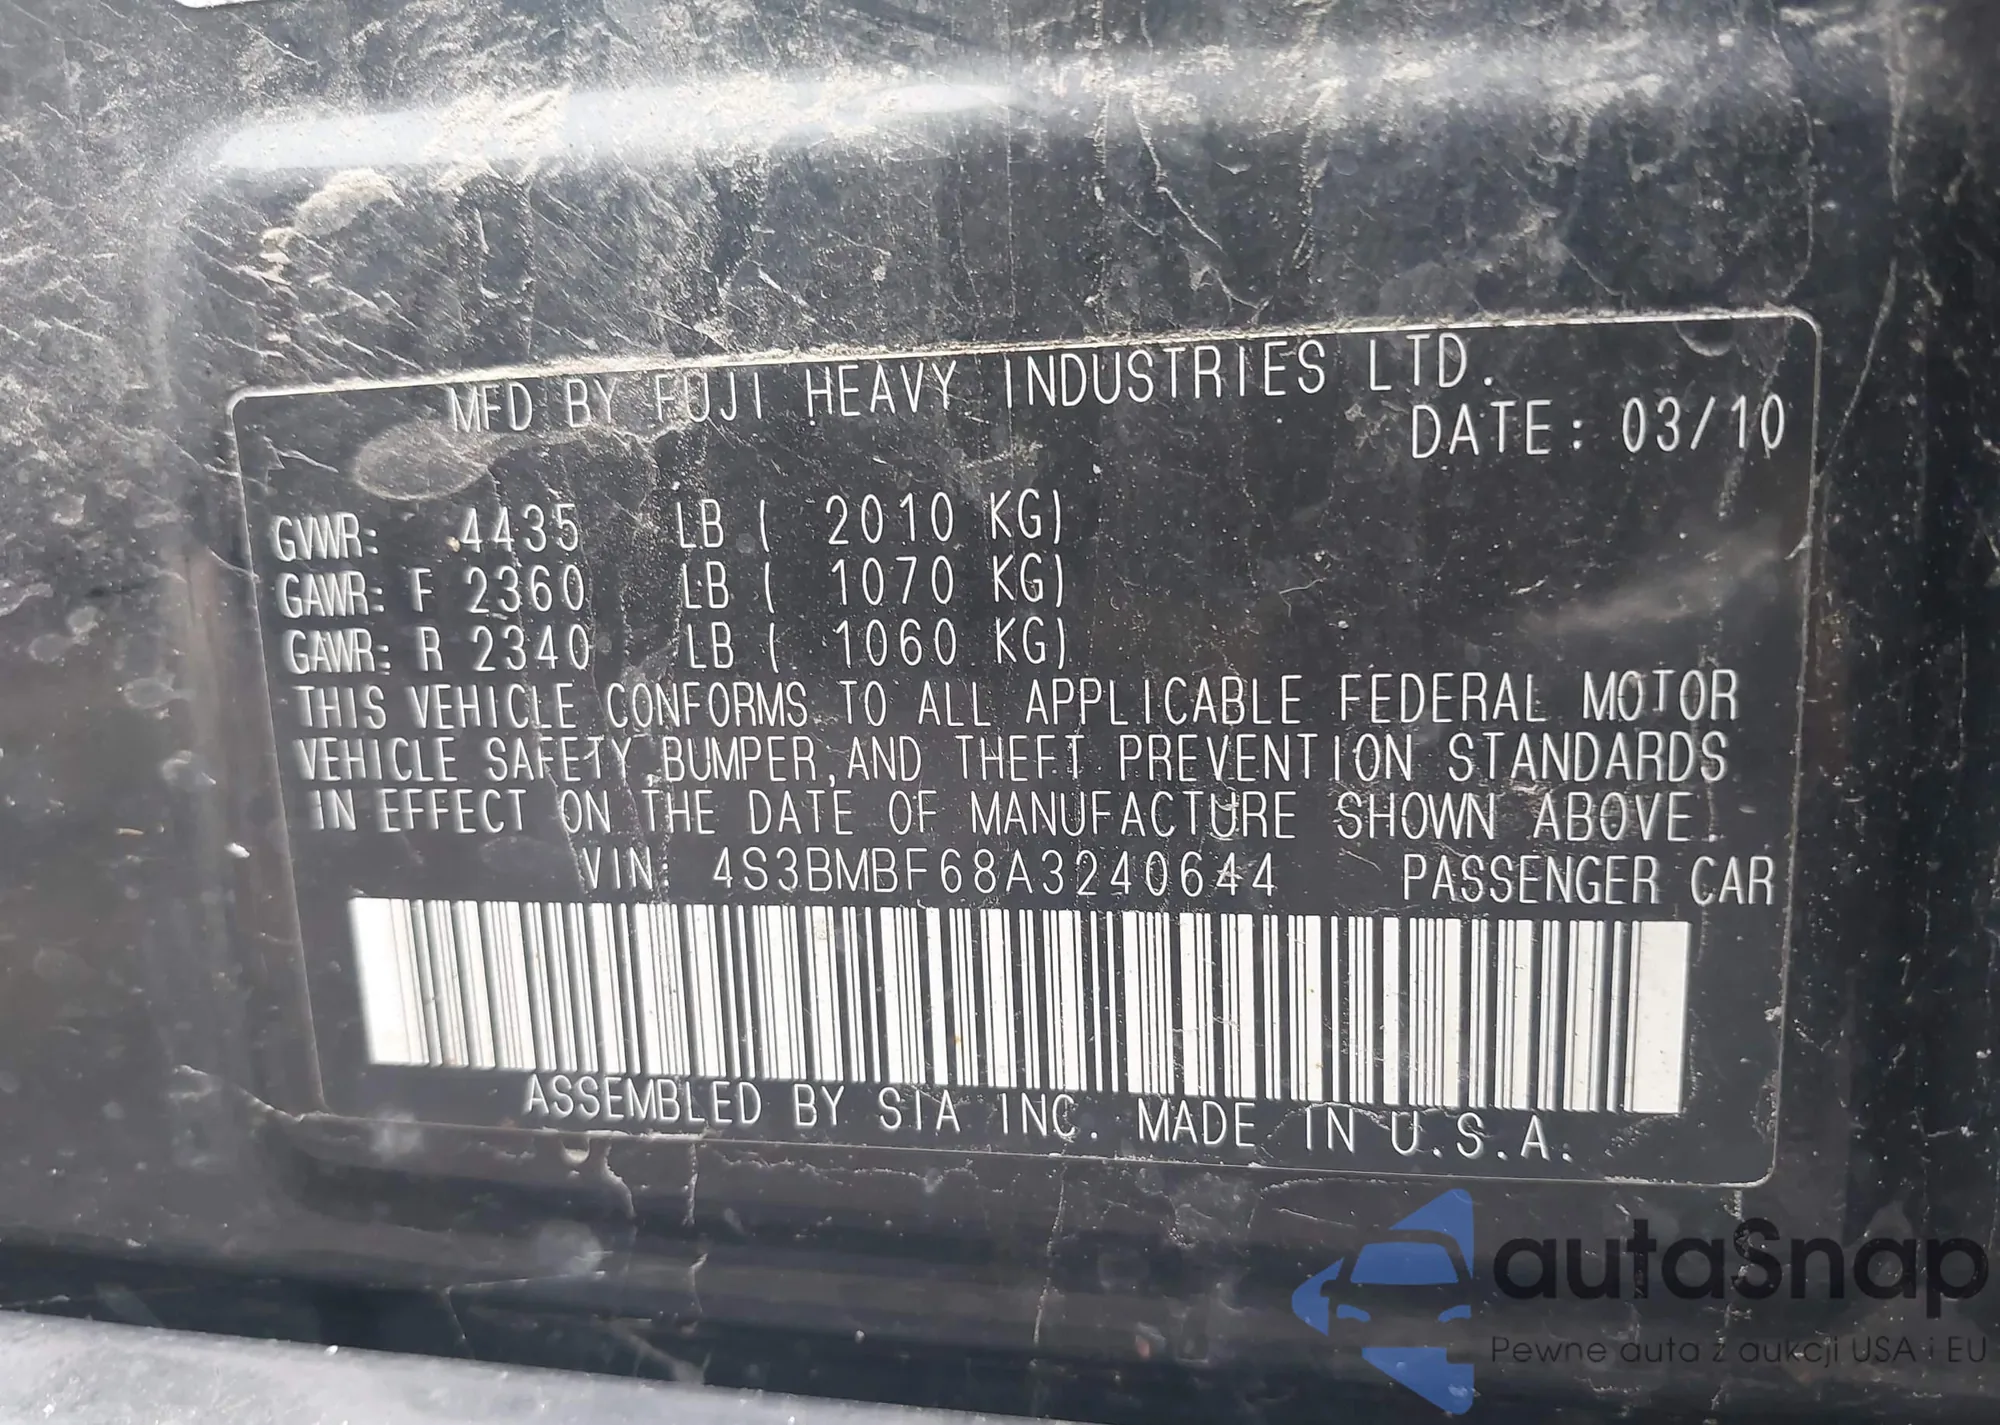 MFD BY FUJI HEAVY INDUSTRIES LTD.
DATE: 03/10
GVWR: 4435 LB ( 2010 KG)
GAWR: F 2360 LB ( 1070 KG)
GAWR: R 2340 LB ( 1060 KG)
THIS VEHICLE CONFORMS TO ALL APPLICABLE FEDERAL MOTOR
VEHICLE SAFETY,BUMPER,AND THEFT PREVENTION STANDARDS
IN EFFECT ON THE DATE OF MANUFACTURE SHOWN ABOVE.
VIN: 4S3BMBF68A3240644 PASSENGER CAR
ASSEMBLED BY SIA INC. MADE IN U.S.A.
autaSnap
Pewne auta z aukcji USA i EU